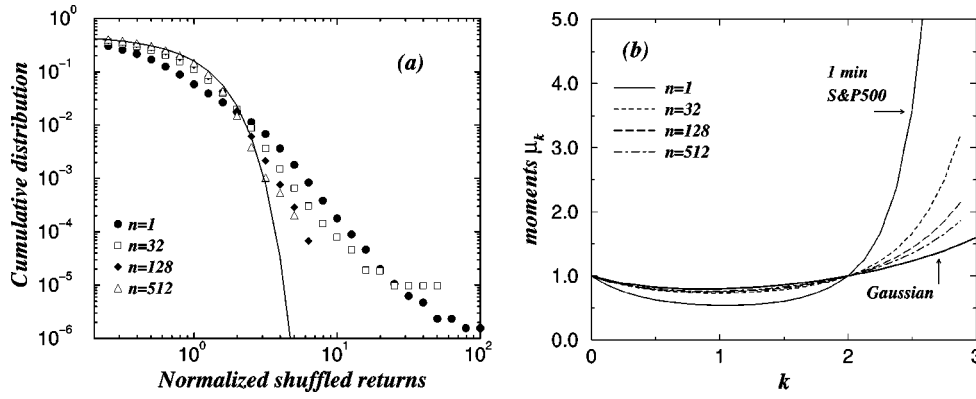 10^0
10^-1
10^-2
10^-3
10^-4
10^-5
10^-6
Cumulative distribution
(a)
n=1
n=32
n=128
n=512
10^0
10^1
10^2
Normalized shuffled returns
5.0
4.0
3.0
2.0
1.0
0.0
moments μ_k
(b)
n=1
n=32
n=128
n=512
1 min
S&P500
Gaussian
0
1
2
3
k